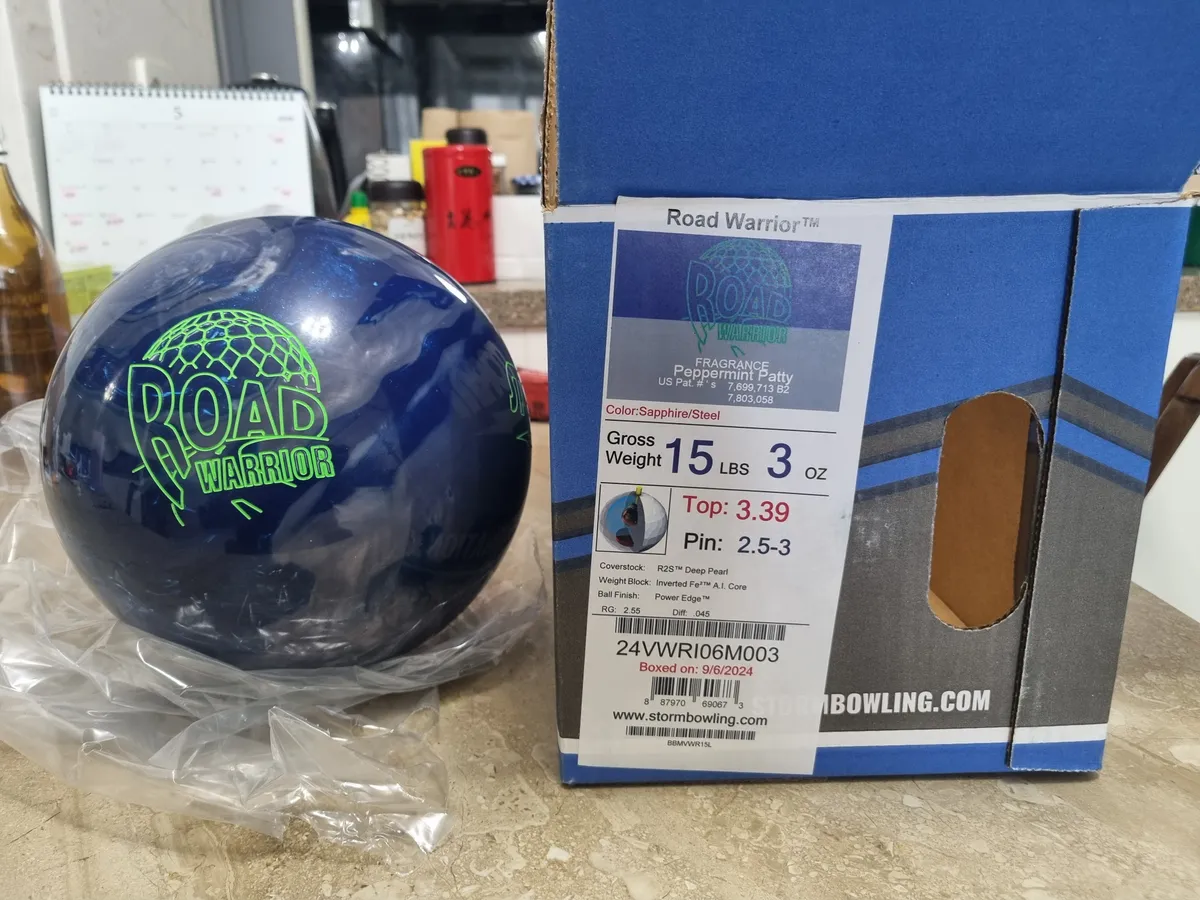 5
ROAD
WARRIOR
Road Warrior™
ROAD
WARRIOR
FRAGRANCE
Peppermint Patty
US Pat. #'s 7,699,713 B2
7,803,058
Color:Sapphire/Steel
Gross
Weight 15 LBS 3 OZ
Top: 3.39
Pin: 2.5-3
Coverstock: R2S™ Deep Pearl
Weight Block: Inverted Fe²™ A.I. Core
Ball Finish: Power Edge™
RG: 2.55 Diff: .045
24VWRI06M003
Boxed on: 9/6/2024
8 87970 69067 3
www.stormbowling.com
BBMVWR15L
STORMBOWLING.COM